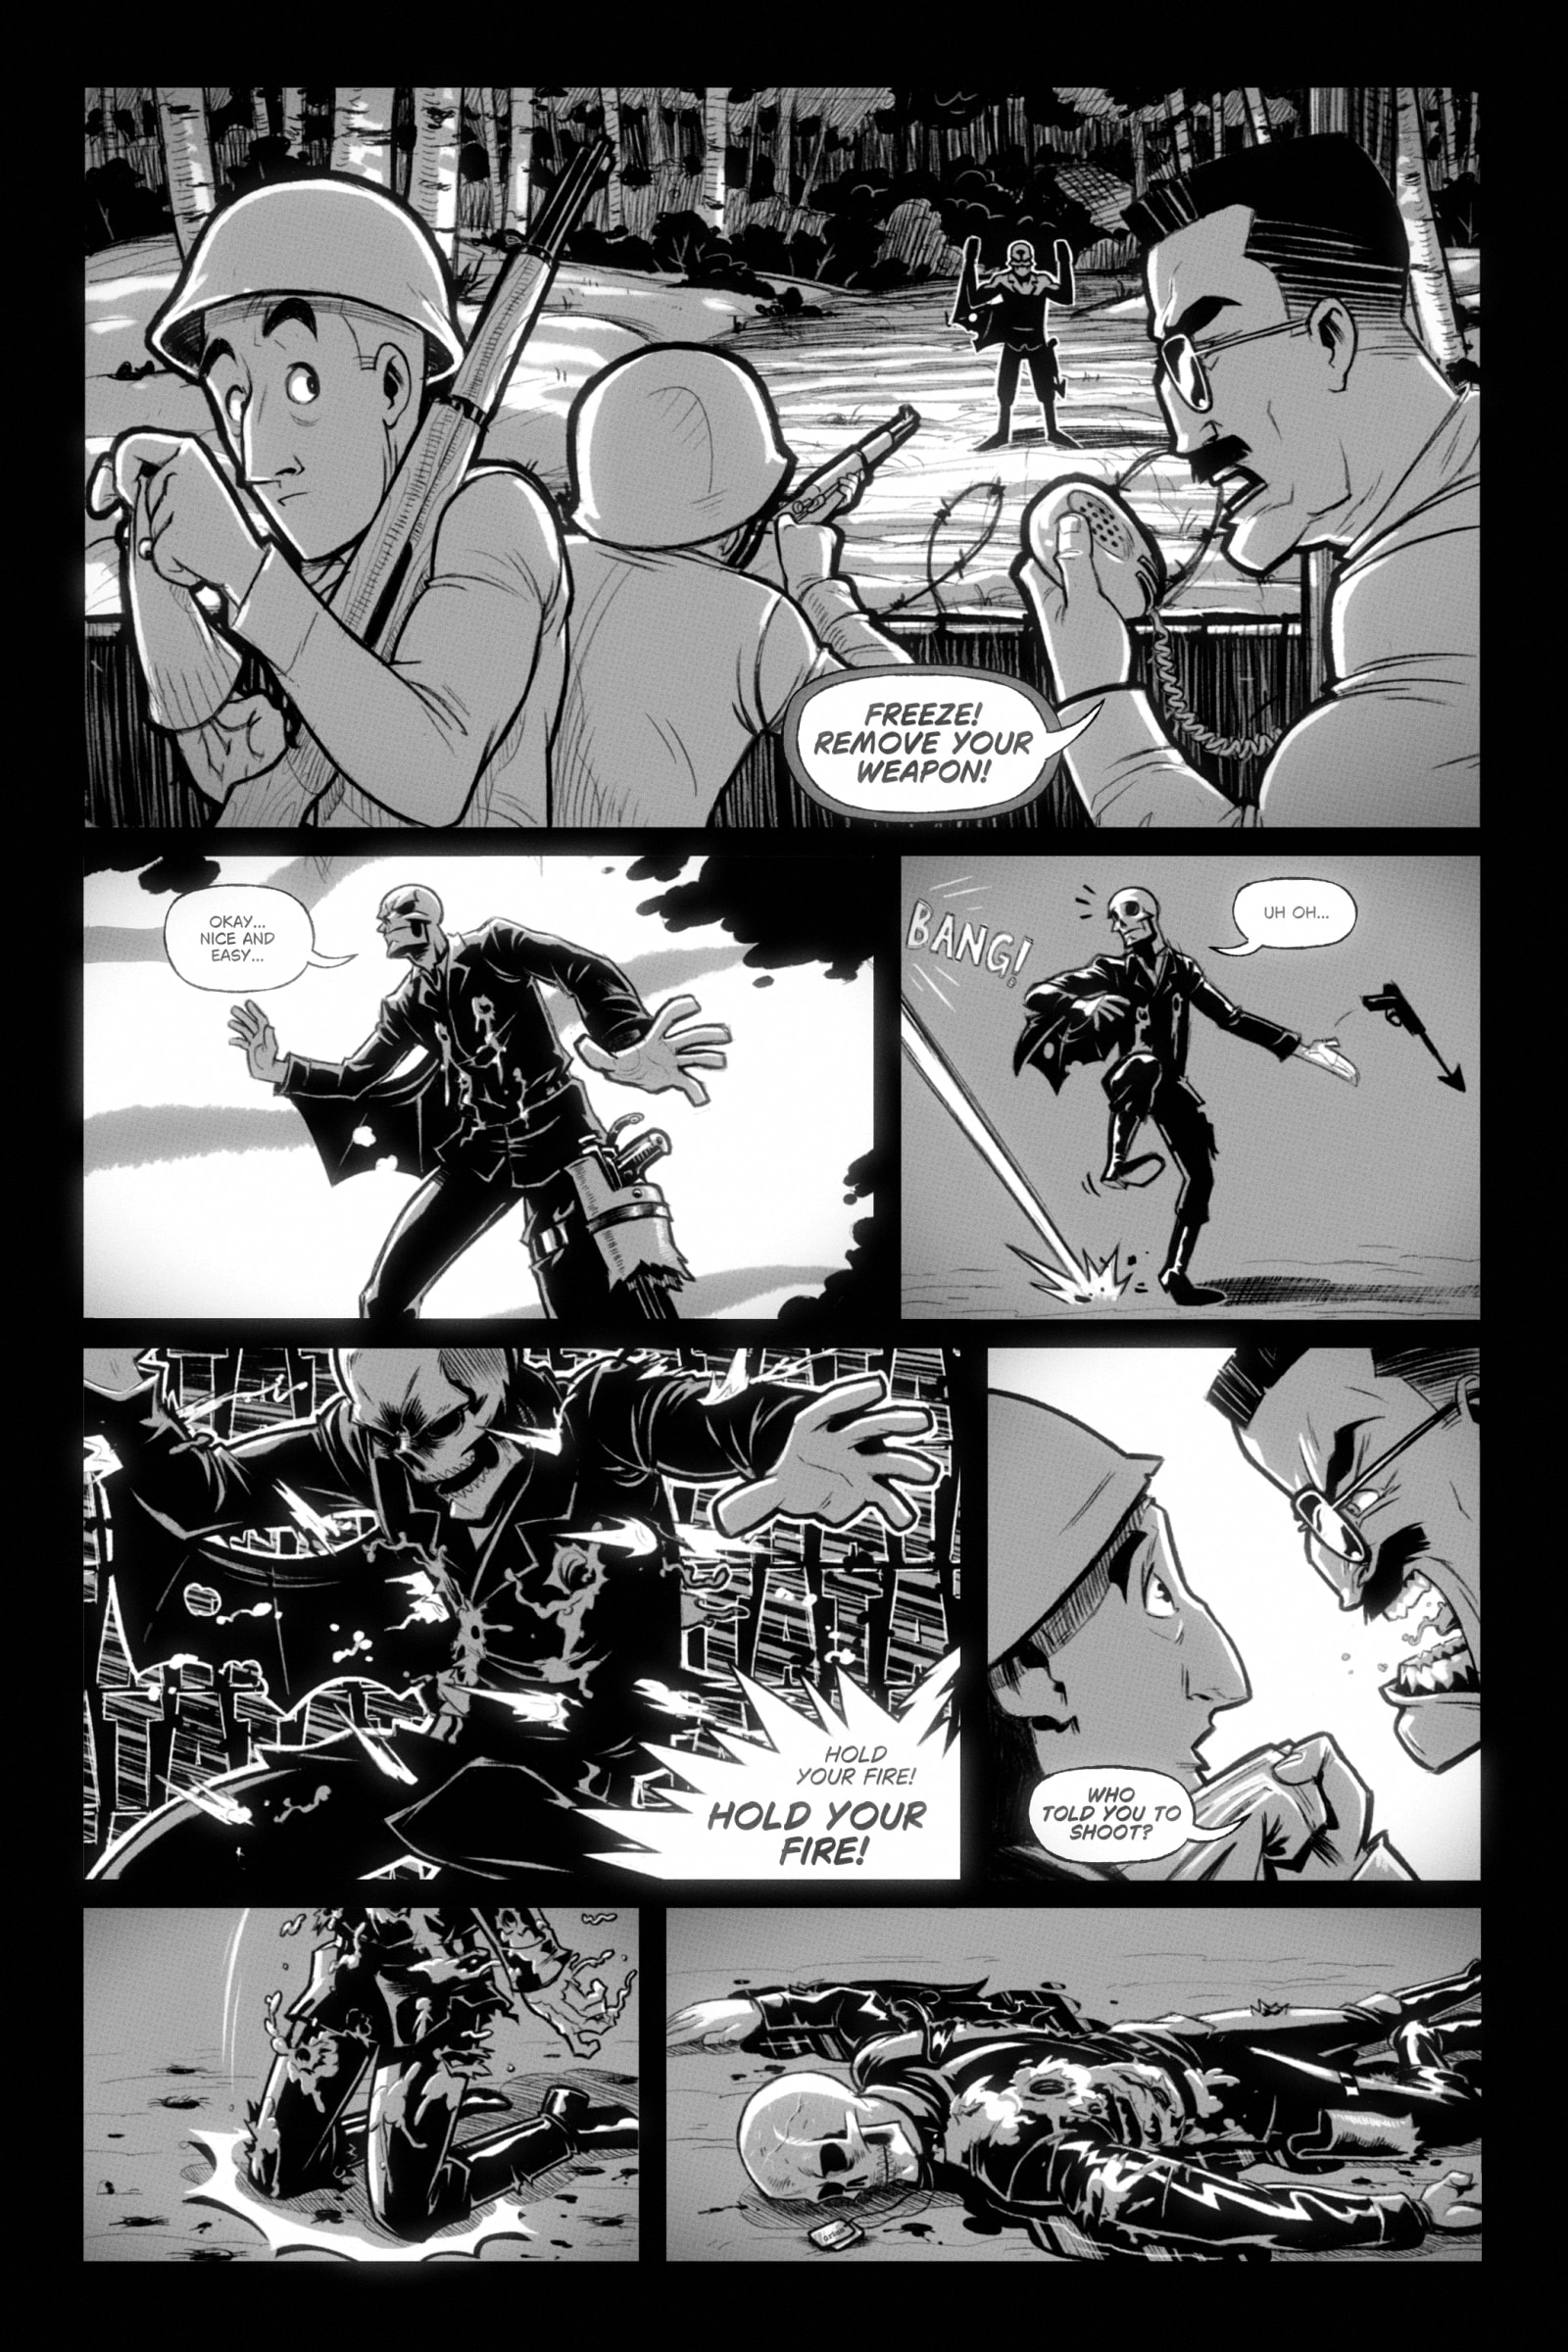 FREEZE!
REMOVE YOUR
WEAPON!
OKAY...
NICE AND
EASY...
BANG!
UH OH...
HOLD
YOUR FIRE!
HOLD YOUR
FIRE!
WHO
TOLD YOU TO
SHOOT?